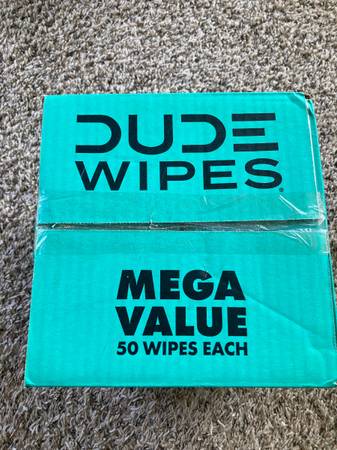 DUDE
WIPES®
MEGA
VALUE
50 WIPES EACH